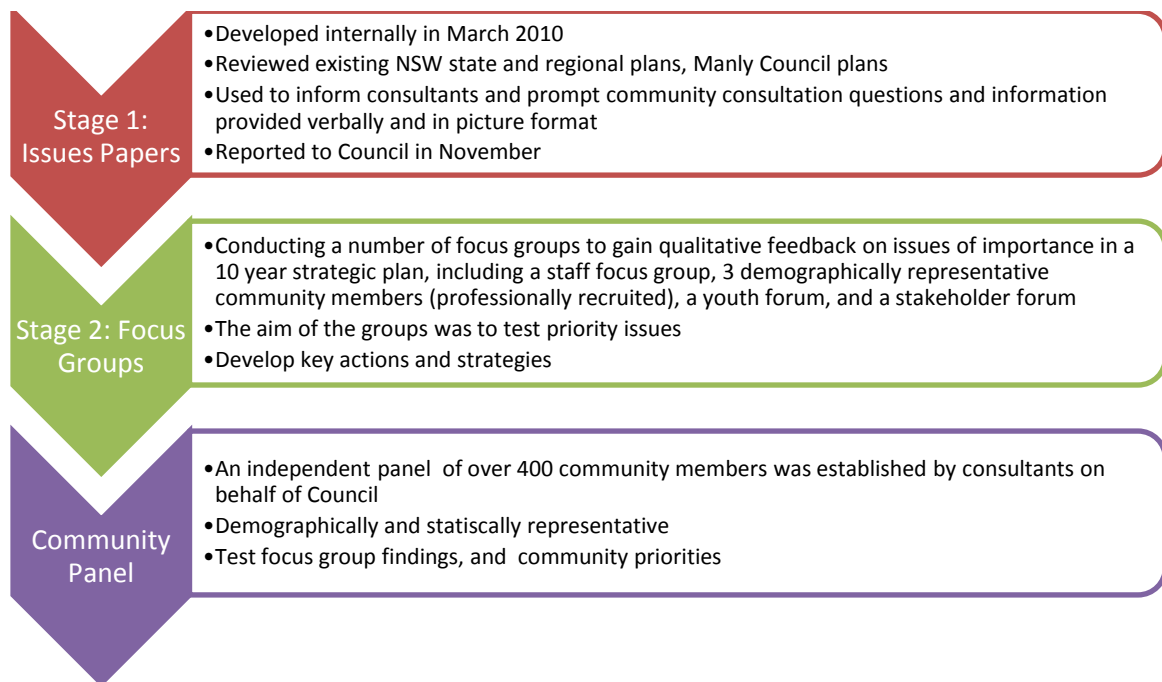 Stage 1:
Issues Papers
•Developed internally in March 2010
•Reviewed existing NSW state and regional plans, Manly Council plans
•Used to inform consultants and prompt community consultation questions and information
provided verbally and in picture format
•Reported to Council in November
Stage 2: Focus
Groups
•Conducting a number of focus groups to gain qualitative feedback on issues of importance in a
10 year strategic plan, including a staff focus group, 3 demographically representative
community members (professionally recruited), a youth forum, and a stakeholder forum
•The aim of the groups was to test priority issues
•Develop key actions and strategies
Community
Panel
•An independent panel  of over 400 community members was established by consultants on
behalf of Council
•Demographically and statiscally representative
•Test focus group findings, and  community priorities